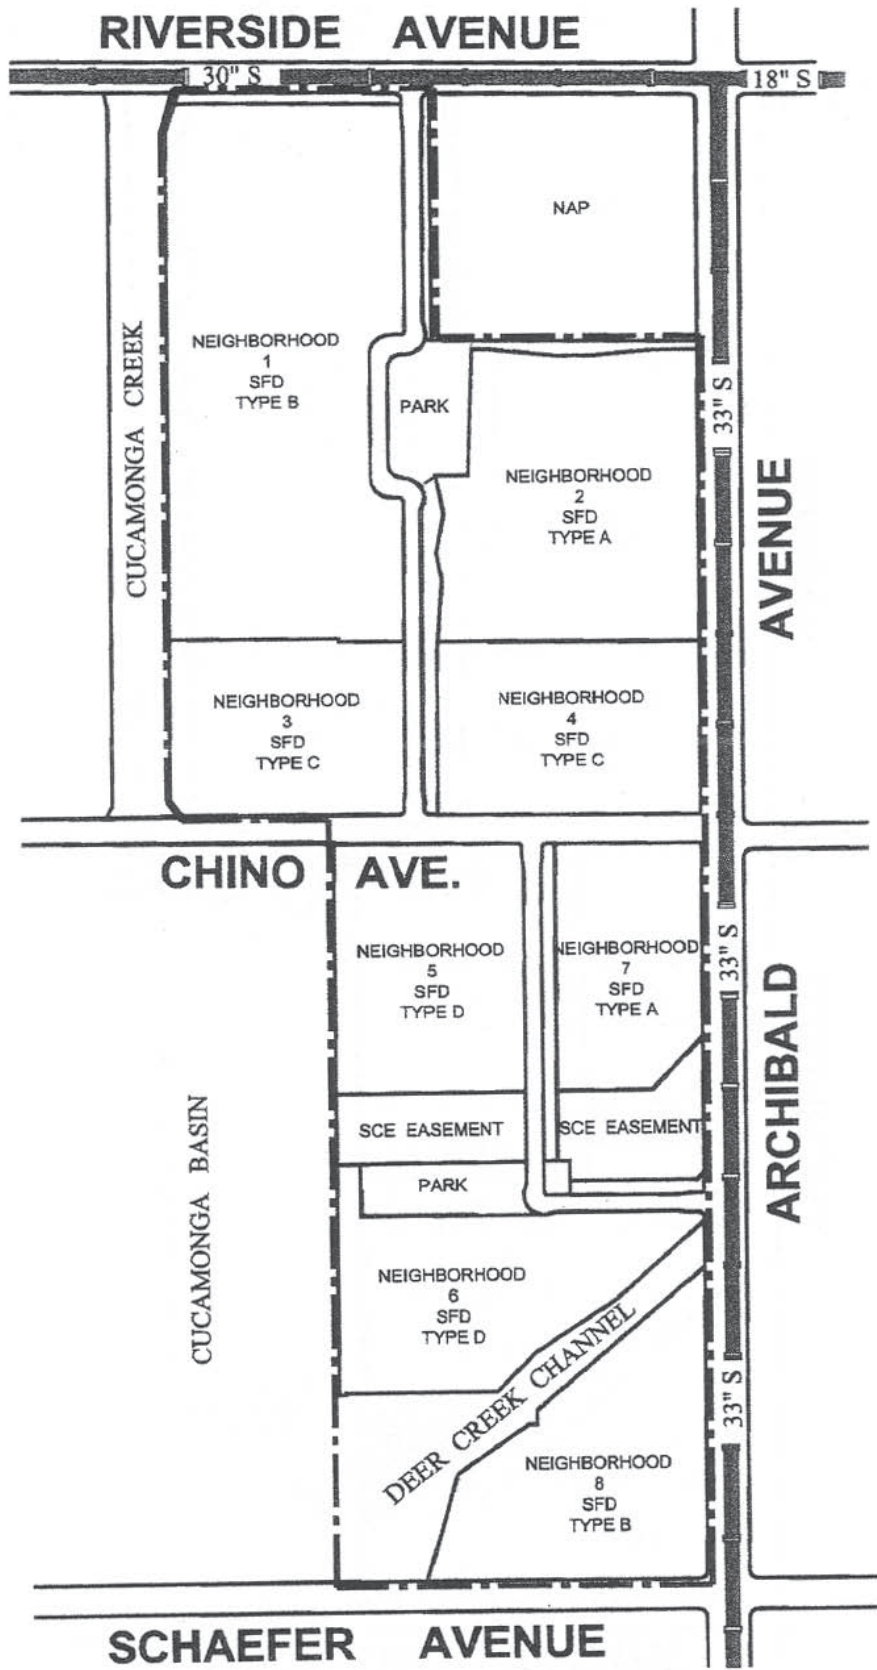 RIVERSIDE AVENUE
30" S
18" S
NAP
NEIGHBORHOOD
1
SFD
TYPE B
PARK
CUCAMONGA CREEK
33" S
NEIGHBORHOOD
2
SFD
TYPE A
AVENUE
NEIGHBORHOOD
3
SFD
TYPE C
NEIGHBORHOOD
4
SFD
TYPE C
CHINO AVE.
NEIGHBORHOOD
5
SFD
TYPE D
NEIGHBORHOOD
7
SFD
TYPE A
33" S
ARCHIBALD
SCE EASEMENT
SCE EASEMENT
PARK
CUCAMONGA BASIN
NEIGHBORHOOD
6
SFD
TYPE D
DEER CREEK CHANNEL
33" S
NEIGHBORHOOD
8
SFD
TYPE B
SCHAEFER AVENUE